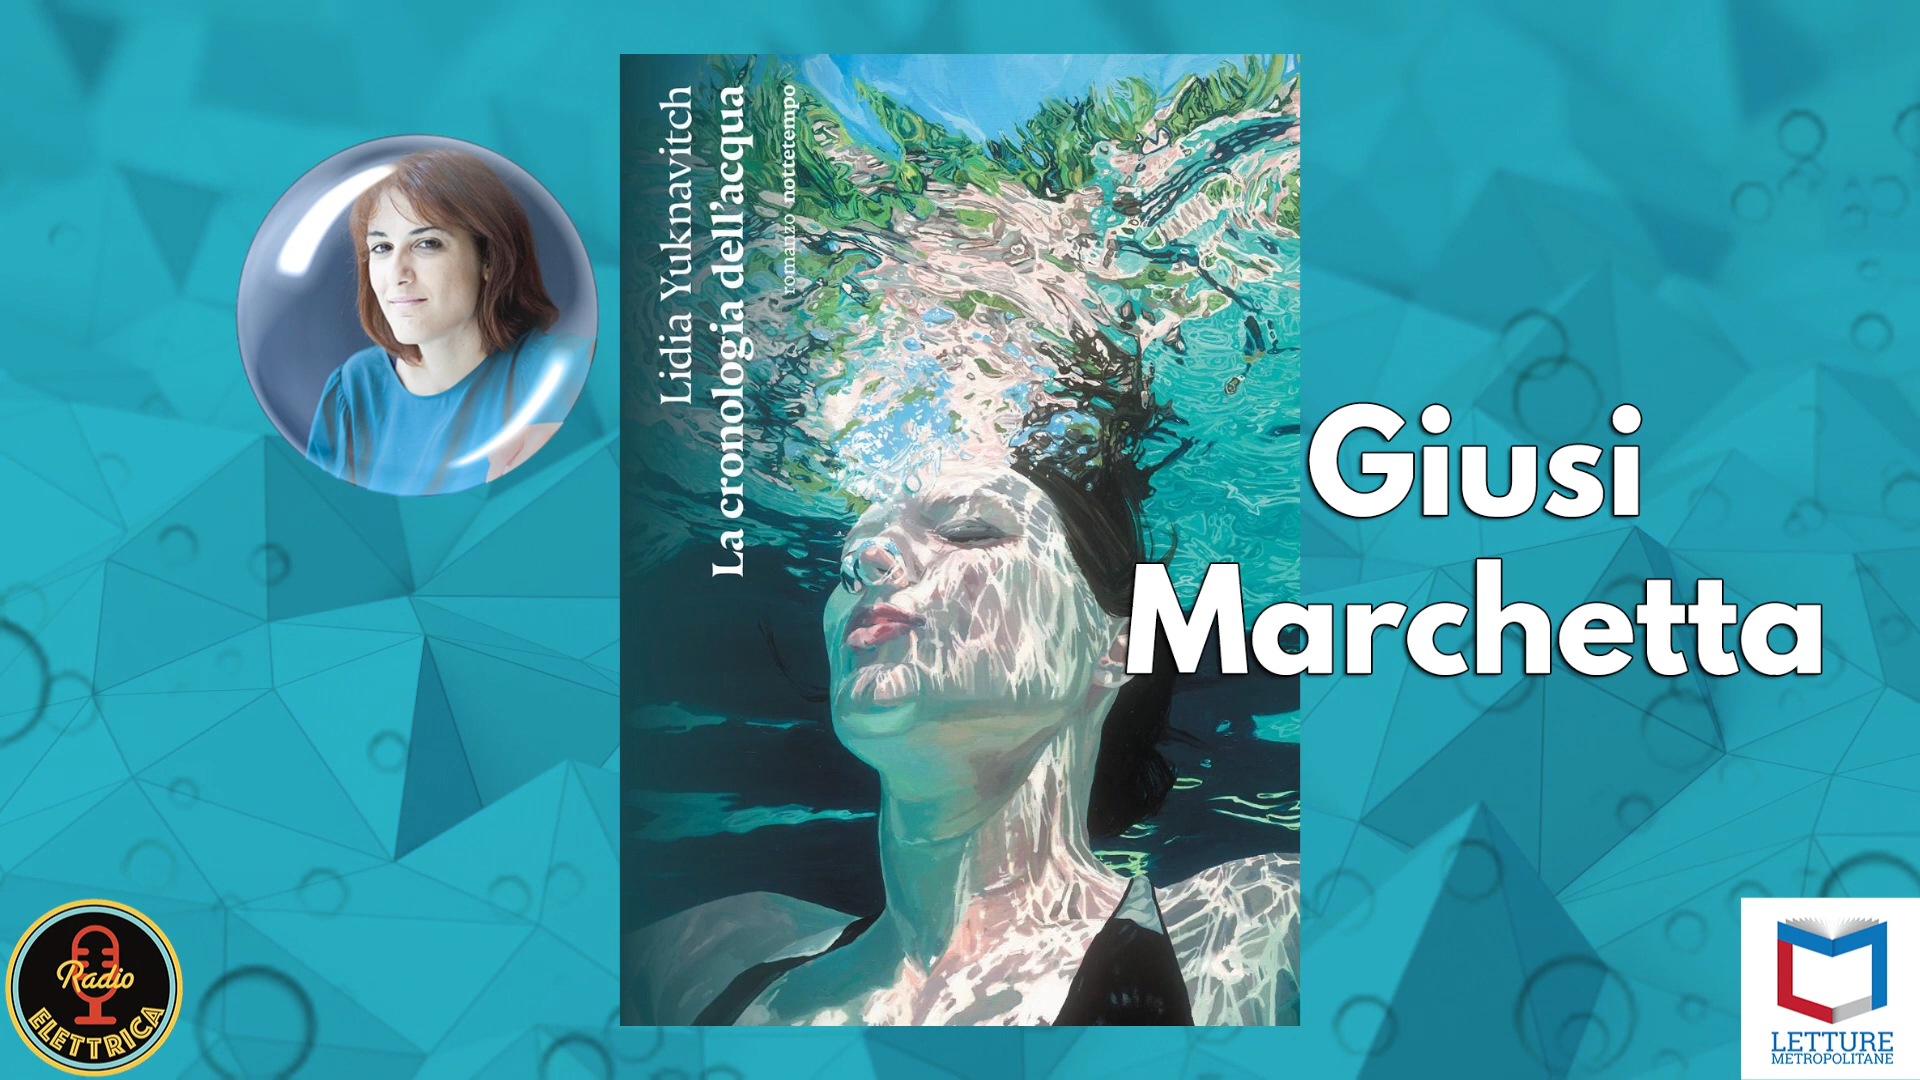 Lidia Yuknavitch
La cronologia dell'acqua
romanzo nottetempo
Giusi
Marchetta
Radio
ELETTRICA
LETTURE
METROPOLITANE